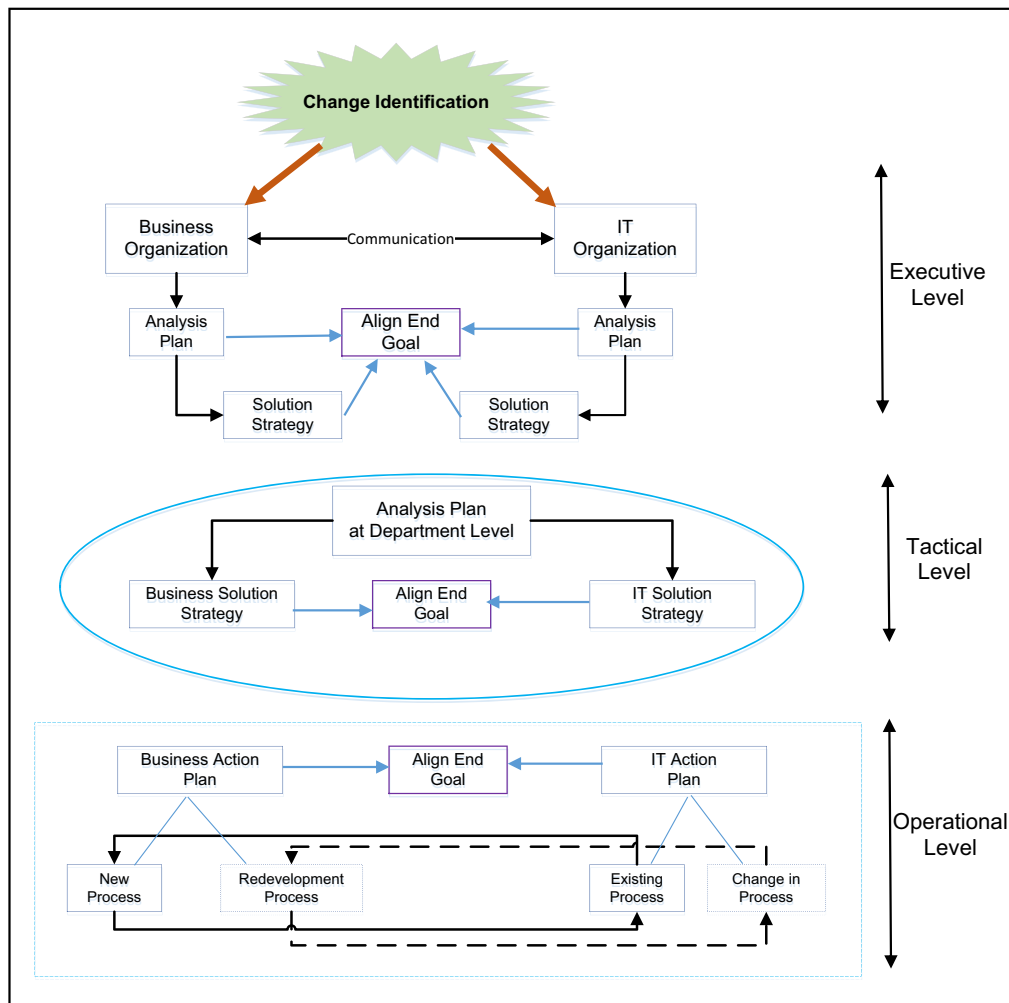 Change Identification
Business
Organization
Communication
IT
Organization
Executive
Level
Analysis
Plan
Align End
Goal
Analysis
Plan
Solution
Strategy
Solution
Strategy
Analysis Plan
at Department Level
Tactical
Level
Business Solution
Strategy
Align End
Goal
IT Solution
Strategy
Business Action
Plan
Align End
Goal
IT Action
Plan
Operational
Level
New
Process
Redevelopment
Process
Existing
Process
Change in
Process